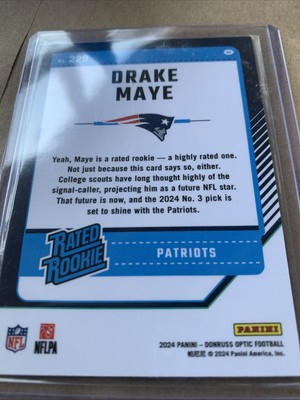 No. 229
DRAKE
MAYE
Yeah, Maye is a rated rookie — a highly rated one.
Not just because this card says so, either.
College scouts have long thought highly of the
signal-caller, projecting him as a future NFL star.
That future is now, and the 2024 No. 3 pick is
set to shine with the Patriots.
RATED
ROOKIE
PATRIOTS
NFL
NFLPA
PANINI
2024 PANINI – DONRUSS OPTIC FOOTBALL
© 2024 Panini America, Inc.